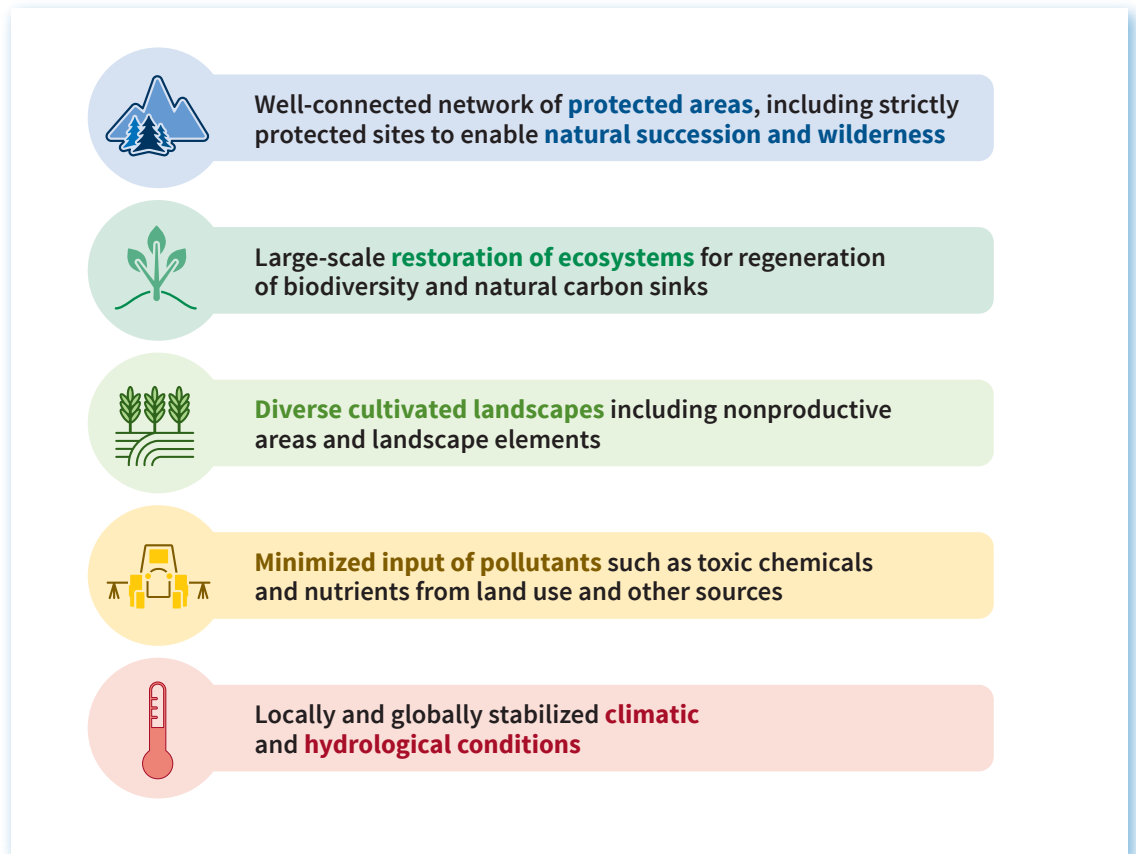 Well-connected network of protected areas, including strictly
protected sites to enable natural succession and wilderness
Large-scale restoration of ecosystems for regeneration
of biodiversity and natural carbon sinks
Diverse cultivated landscapes including nonproductive
areas and landscape elements
Minimized input of pollutants such as toxic chemicals
and nutrients from land use and other sources
Locally and globally stabilized climatic
and hydrological conditions